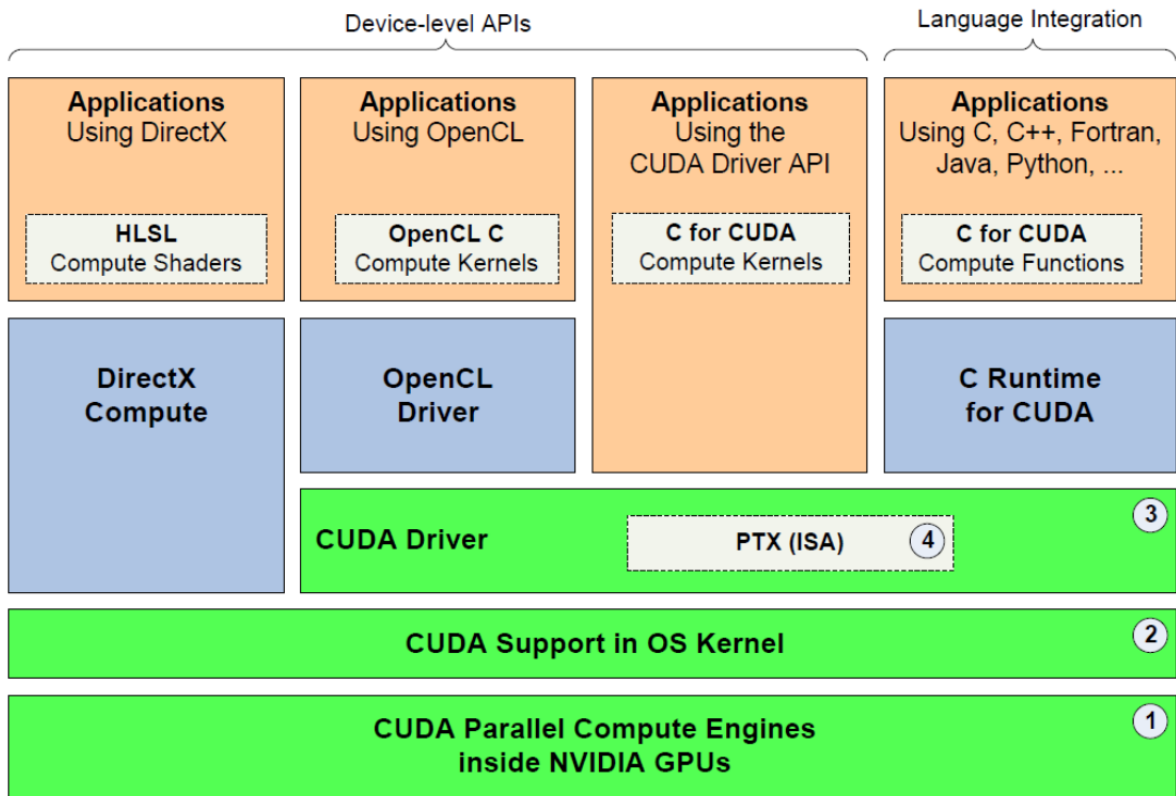 Device-level APIs
Language Integration
Applications
Using DirectX
HLSL
Compute Shaders
Applications
Using OpenCL
OpenCL C
Compute Kernels
Applications
Using the
CUDA Driver API
C for CUDA
Compute Kernels
Applications
Using C, C++, Fortran,
Java, Python, ...
C for CUDA
Compute Functions
DirectX
Compute
OpenCL
Driver
C Runtime
for CUDA
CUDA Driver
PTX (ISA)
4
3
CUDA Support in OS Kernel
2
CUDA Parallel Compute Engines
inside NVIDIA GPUs
1